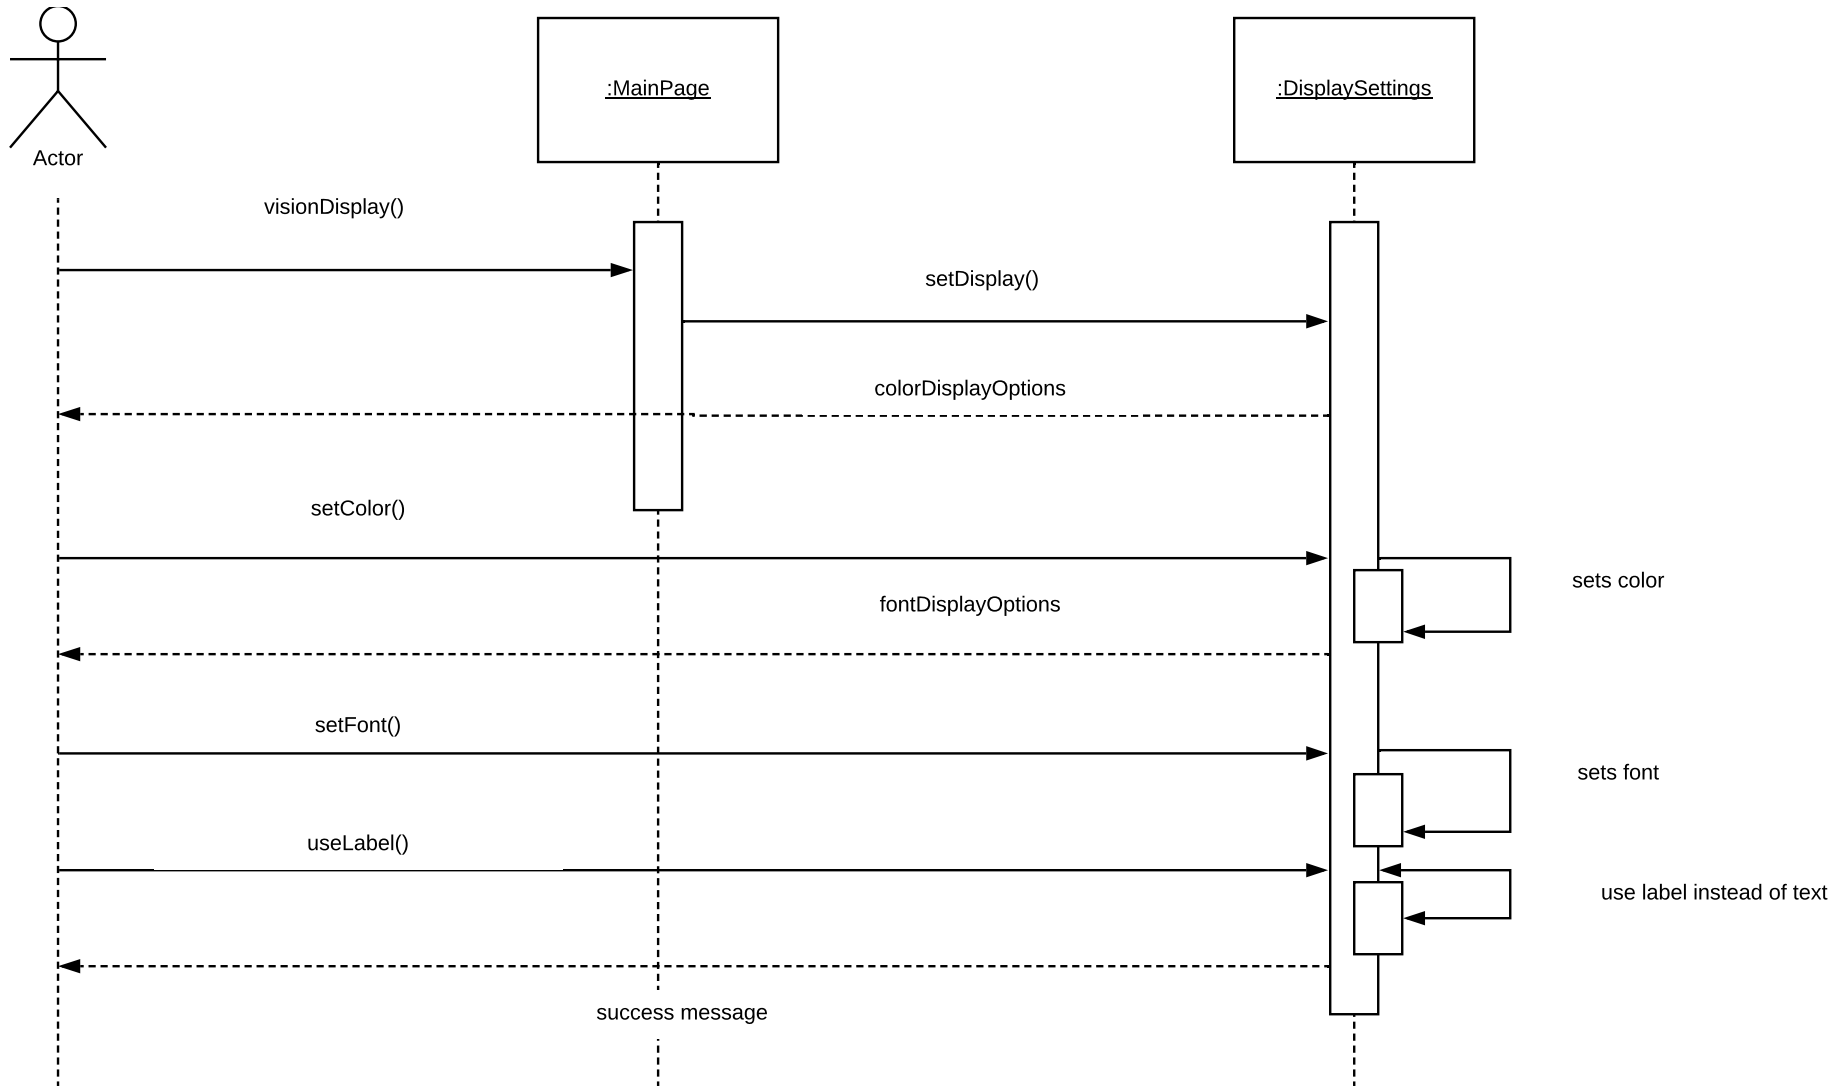 :MainPage
:DisplaySettings
Actor
visionDisplay()
setDisplay()
colorDisplayOptions
setColor()
sets color
fontDisplayOptions
setFont()
sets font
useLabel()
use label instead of text
success message